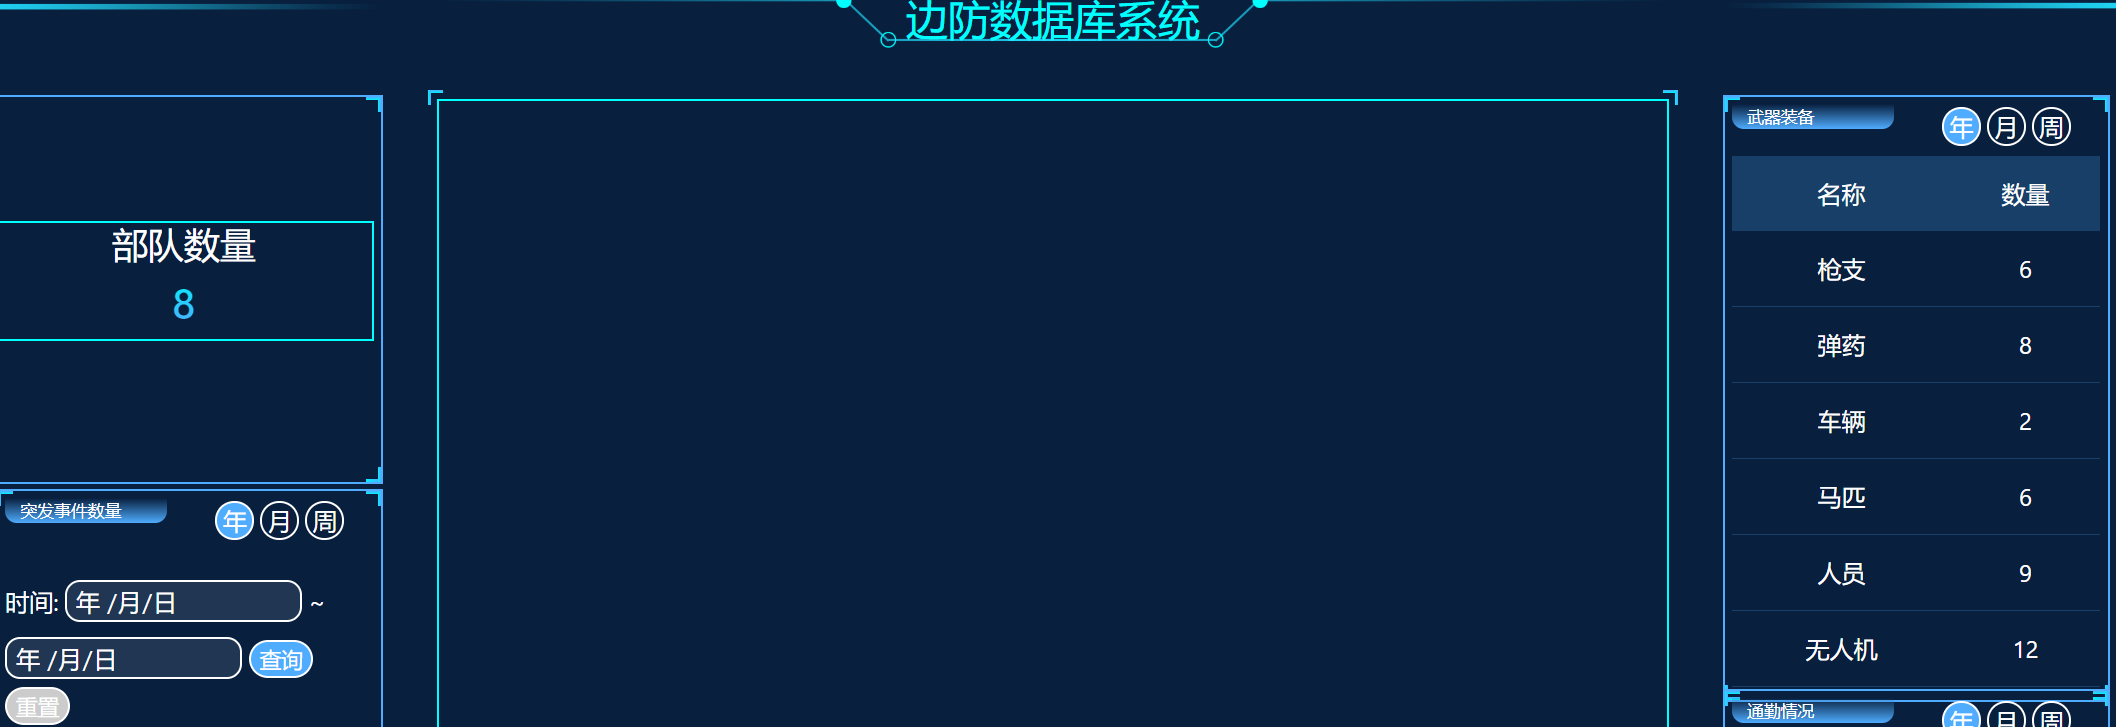 边防数据库系统
部队数量
8
突发事件数量
年 月 周
时间: 年 /月/日 ~
年 /月/日 查询
重置
武器装备
年 月 周
名称 数量
枪支 6
弹药 8
车辆 2
马匹 6
人员 9
无人机 12
通勤情况
年 月 周